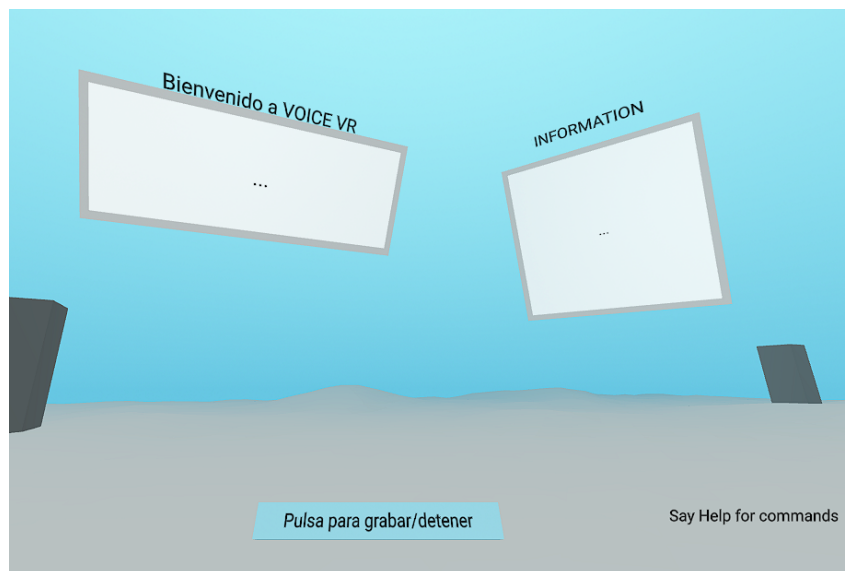 Bienvenido a VOICE VR
...
INFORMATION
...
Pulsa para grabar/detener
Say Help for commands